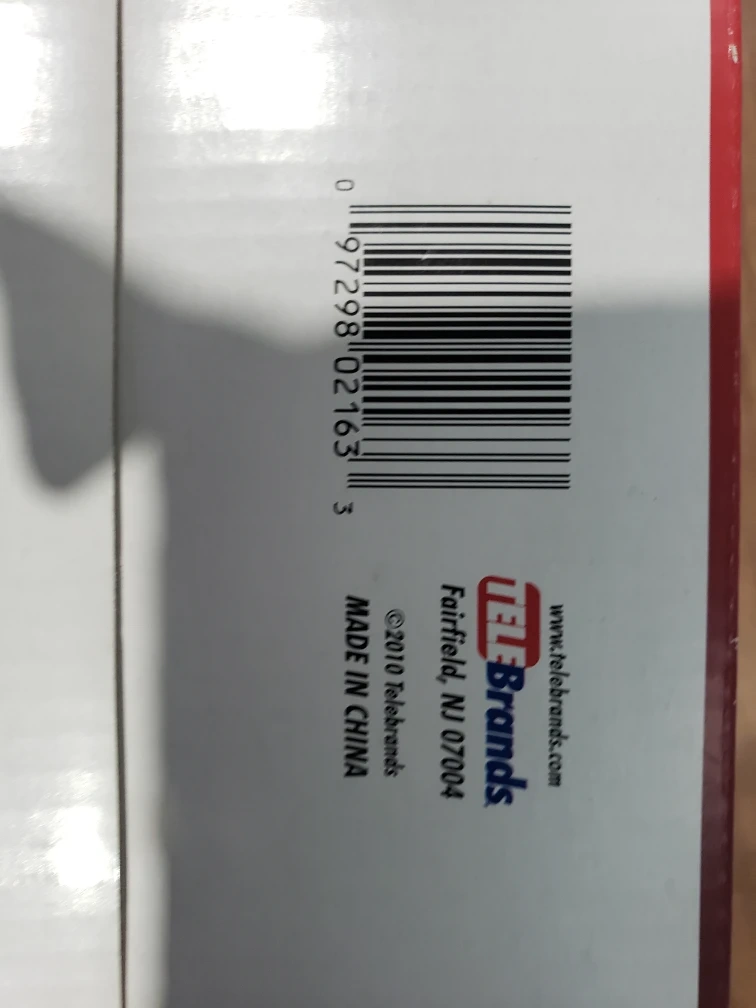 0 97298 02163 3
www.telebrands.com
TELEBrands
Fairfield, NJ 07004
©2010 Telebrands
MADE IN CHINA